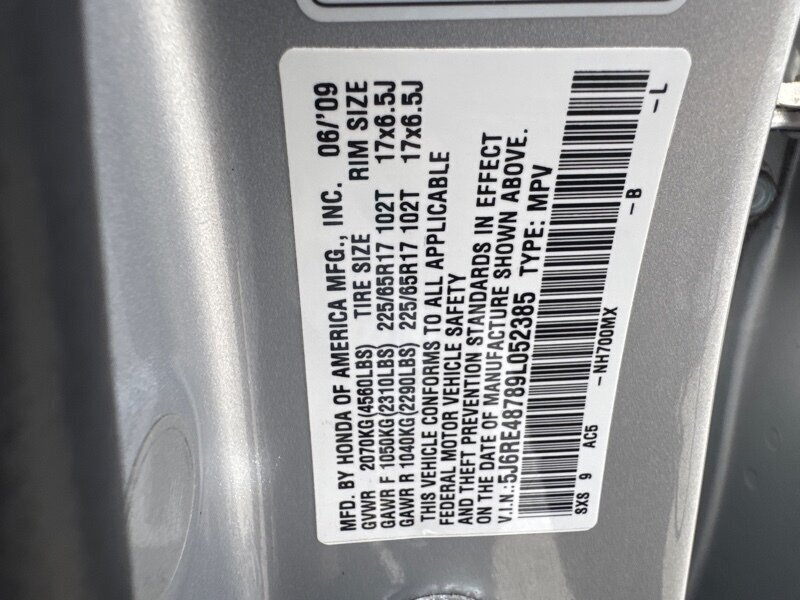 MFD. BY HONDA OF AMERICA MFG., INC. 06/'09
GVWR 2070KG(4560LBS) TIRE SIZE RIM SIZE
GAWR F 1050KG(2310LBS) 225/65R17 102T 17x6.5J
GAWR R 1040KG(2290LBS) 225/65R17 102T 17x6.5J
THIS VEHICLE CONFORMS TO ALL APPLICABLE
FEDERAL MOTOR VEHICLE SAFETY
AND THEFT PREVENTION STANDARDS IN EFFECT
ON THE DATE OF MANUFACTURE SHOWN ABOVE.
V.I.N.:5J6RE48789L052385 TYPE: MPV
SXS 9 AC5 –NH700MX –B –L